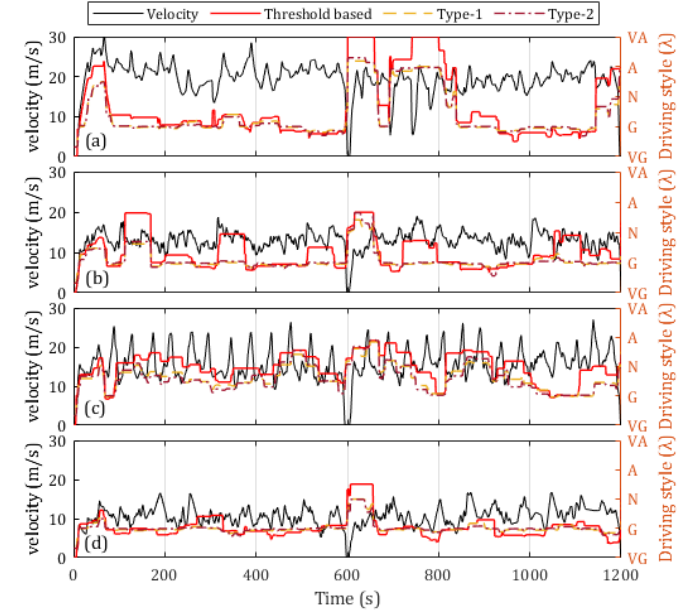 Velocity Threshold based Type-1 Type-2
30 VA
20 A
N
10 G
0 VG
velocity (m/s)
(a)
Driving style (λ)
30 VA
20 A
N
10 G
0 VG
velocity (m/s)
(b)
Driving style (λ)
30 VA
20 A
N
10 G
0 VG
velocity (m/s)
(c)
Driving style (λ)
30 VA
20 A
N
10 G
0 VG
velocity (m/s)
(d)
Driving style (λ)
0 200 400 600 800 1000 1200
Time (s)